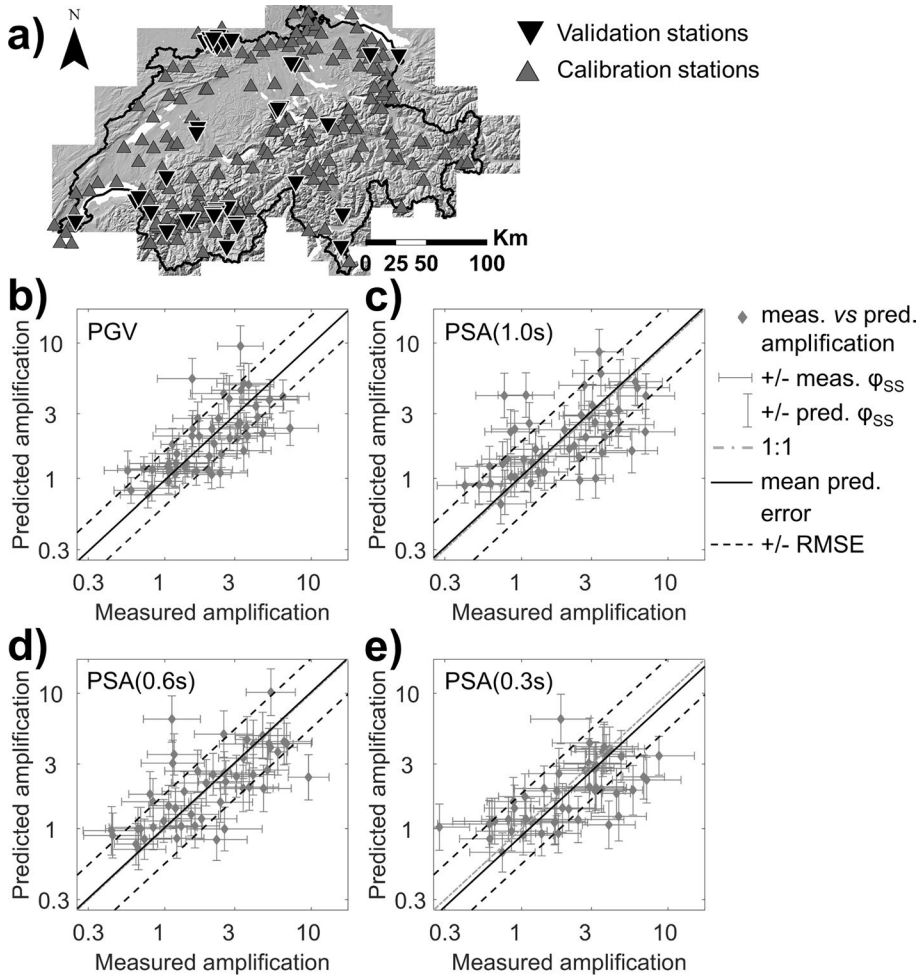 a)
N
Validation stations
Calibration stations
Km
0 25 50 100
b)
PGV
Predicted amplification
10
3
1
0.3
0.3 1 3 10
Measured amplification
c)
PSA(1.0s)
Predicted amplification
10
3
1
0.3
0.3 1 3 10
Measured amplification
meas. vs pred.
amplification
+/- meas. φSS
+/- pred. φSS
1:1
mean pred.
error
+/- RMSE
d)
PSA(0.6s)
Predicted amplification
10
3
1
0.3
0.3 1 3 10
Measured amplification
e)
PSA(0.3s)
Predicted amplification
10
3
1
0.3
0.3 1 3 10
Measured amplification